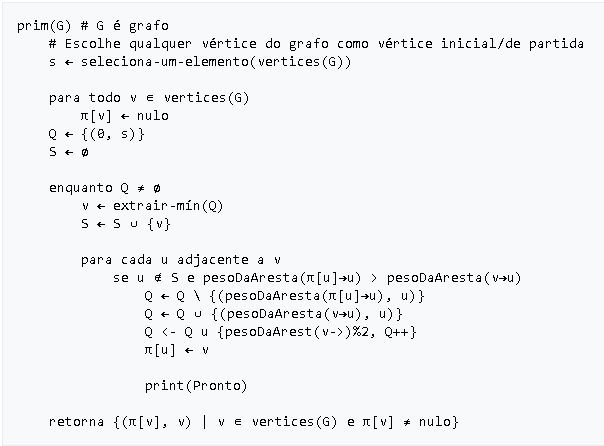 prim(G) # G é grafo
    # Escolhe qualquer vértice do grafo como vértice inicial/de partida
    s ← seleciona-um-elemento(vertices(G))

    para todo v ∈ vertices(G)
        π[v] ← nulo
    Q ← {(0, s)}
    S ← ø

    enquanto Q ≠ ø
        v ← extrair-mín(Q)
        S ← S ∪ {v}

        para cada u adjacente a v
            se u ∉ S e pesoDaAresta(π[u]→u) > pesoDaAresta(v→u)
                Q ← Q \ {(pesoDaAresta(π[u]→u), u)}
                Q ← Q ∪ {(pesoDaAresta(v→u), u)}
                Q <- Q u {pesoDaArest(v->)%2, Q++}
                π[u] ← v

                print(Pronto)

    retorna {(π[v], v) | v ∈ vertices(G) e π[v] ≠ nulo}